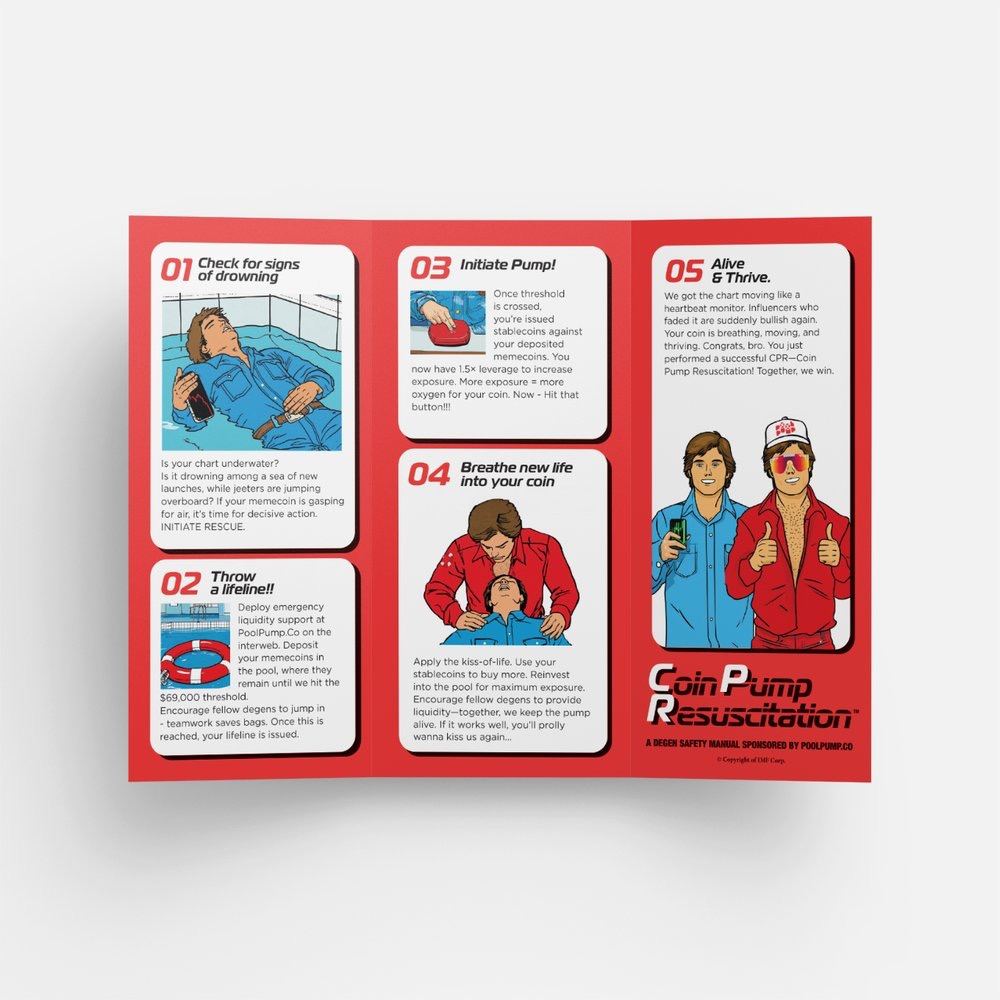 01 Check for signs
of drowning
Is your chart underwater?
Is it drowning among a sea of new
launches, while jeeters are jumping
overboard? If your memecoin is gasping
for air, it's time for decisive action.
INITIATE RESCUE.
02 Throw
a lifeline!!
Deploy emergency
liquidity support at
PoolPump.Co on the
interweb. Deposit
your memecoins in
the pool, where they
remain until we hit the
$69,000 threshold.
Encourage fellow degens to jump in
- teamwork saves bags. Once this is
reached, your lifeline is issued.
03 Initiate Pump!
Once threshold
is crossed,
you're issued
stablecoins against
your deposited
memecoins. You
now have 1.5× leverage to increase
exposure. More exposure = more
oxygen for your coin. Now - Hit that
button!!!
04 Breathe new life
into your coin
Apply the kiss-of-life. Use your
stablecoins to buy more. Reinvest
into the pool for maximum exposure.
Encourage fellow degens to provide
liquidity—together, we keep the pump
alive. If it works well, you'll prolly
wanna kiss us again...
05 Alive
& Thrive.
We got the chart moving like a
heartbeat monitor. Influencers who
faded it are suddenly bullish again.
Your coin is breathing, moving, and
thriving. Congrats, bro. You just
performed a successful CPR—Coin
Pump Resuscitation! Together, we win.
POOL
PUMP
Coin Pump
Resuscitation™
A DEGEN SAFETY MANUAL SPONSORED BY POOLPUMP.CO
© Copyright of IMF Corp.